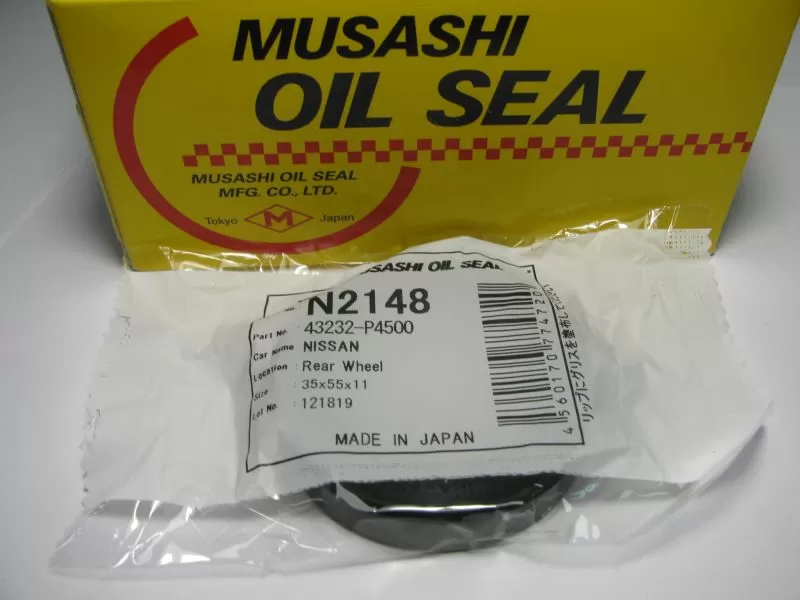 MUSASHI
OIL SEAL
MUSASHI OIL SEAL
MFG. CO., LTD.
Tokyo M Japan
MUSASHI OIL SEAL
N2148
Part No. : 43232-P4500
Car Name NISSAN
Location : Rear Wheel
Size : 35x55x11
Lot No. : 121819
MADE IN JAPAN
4560170774720